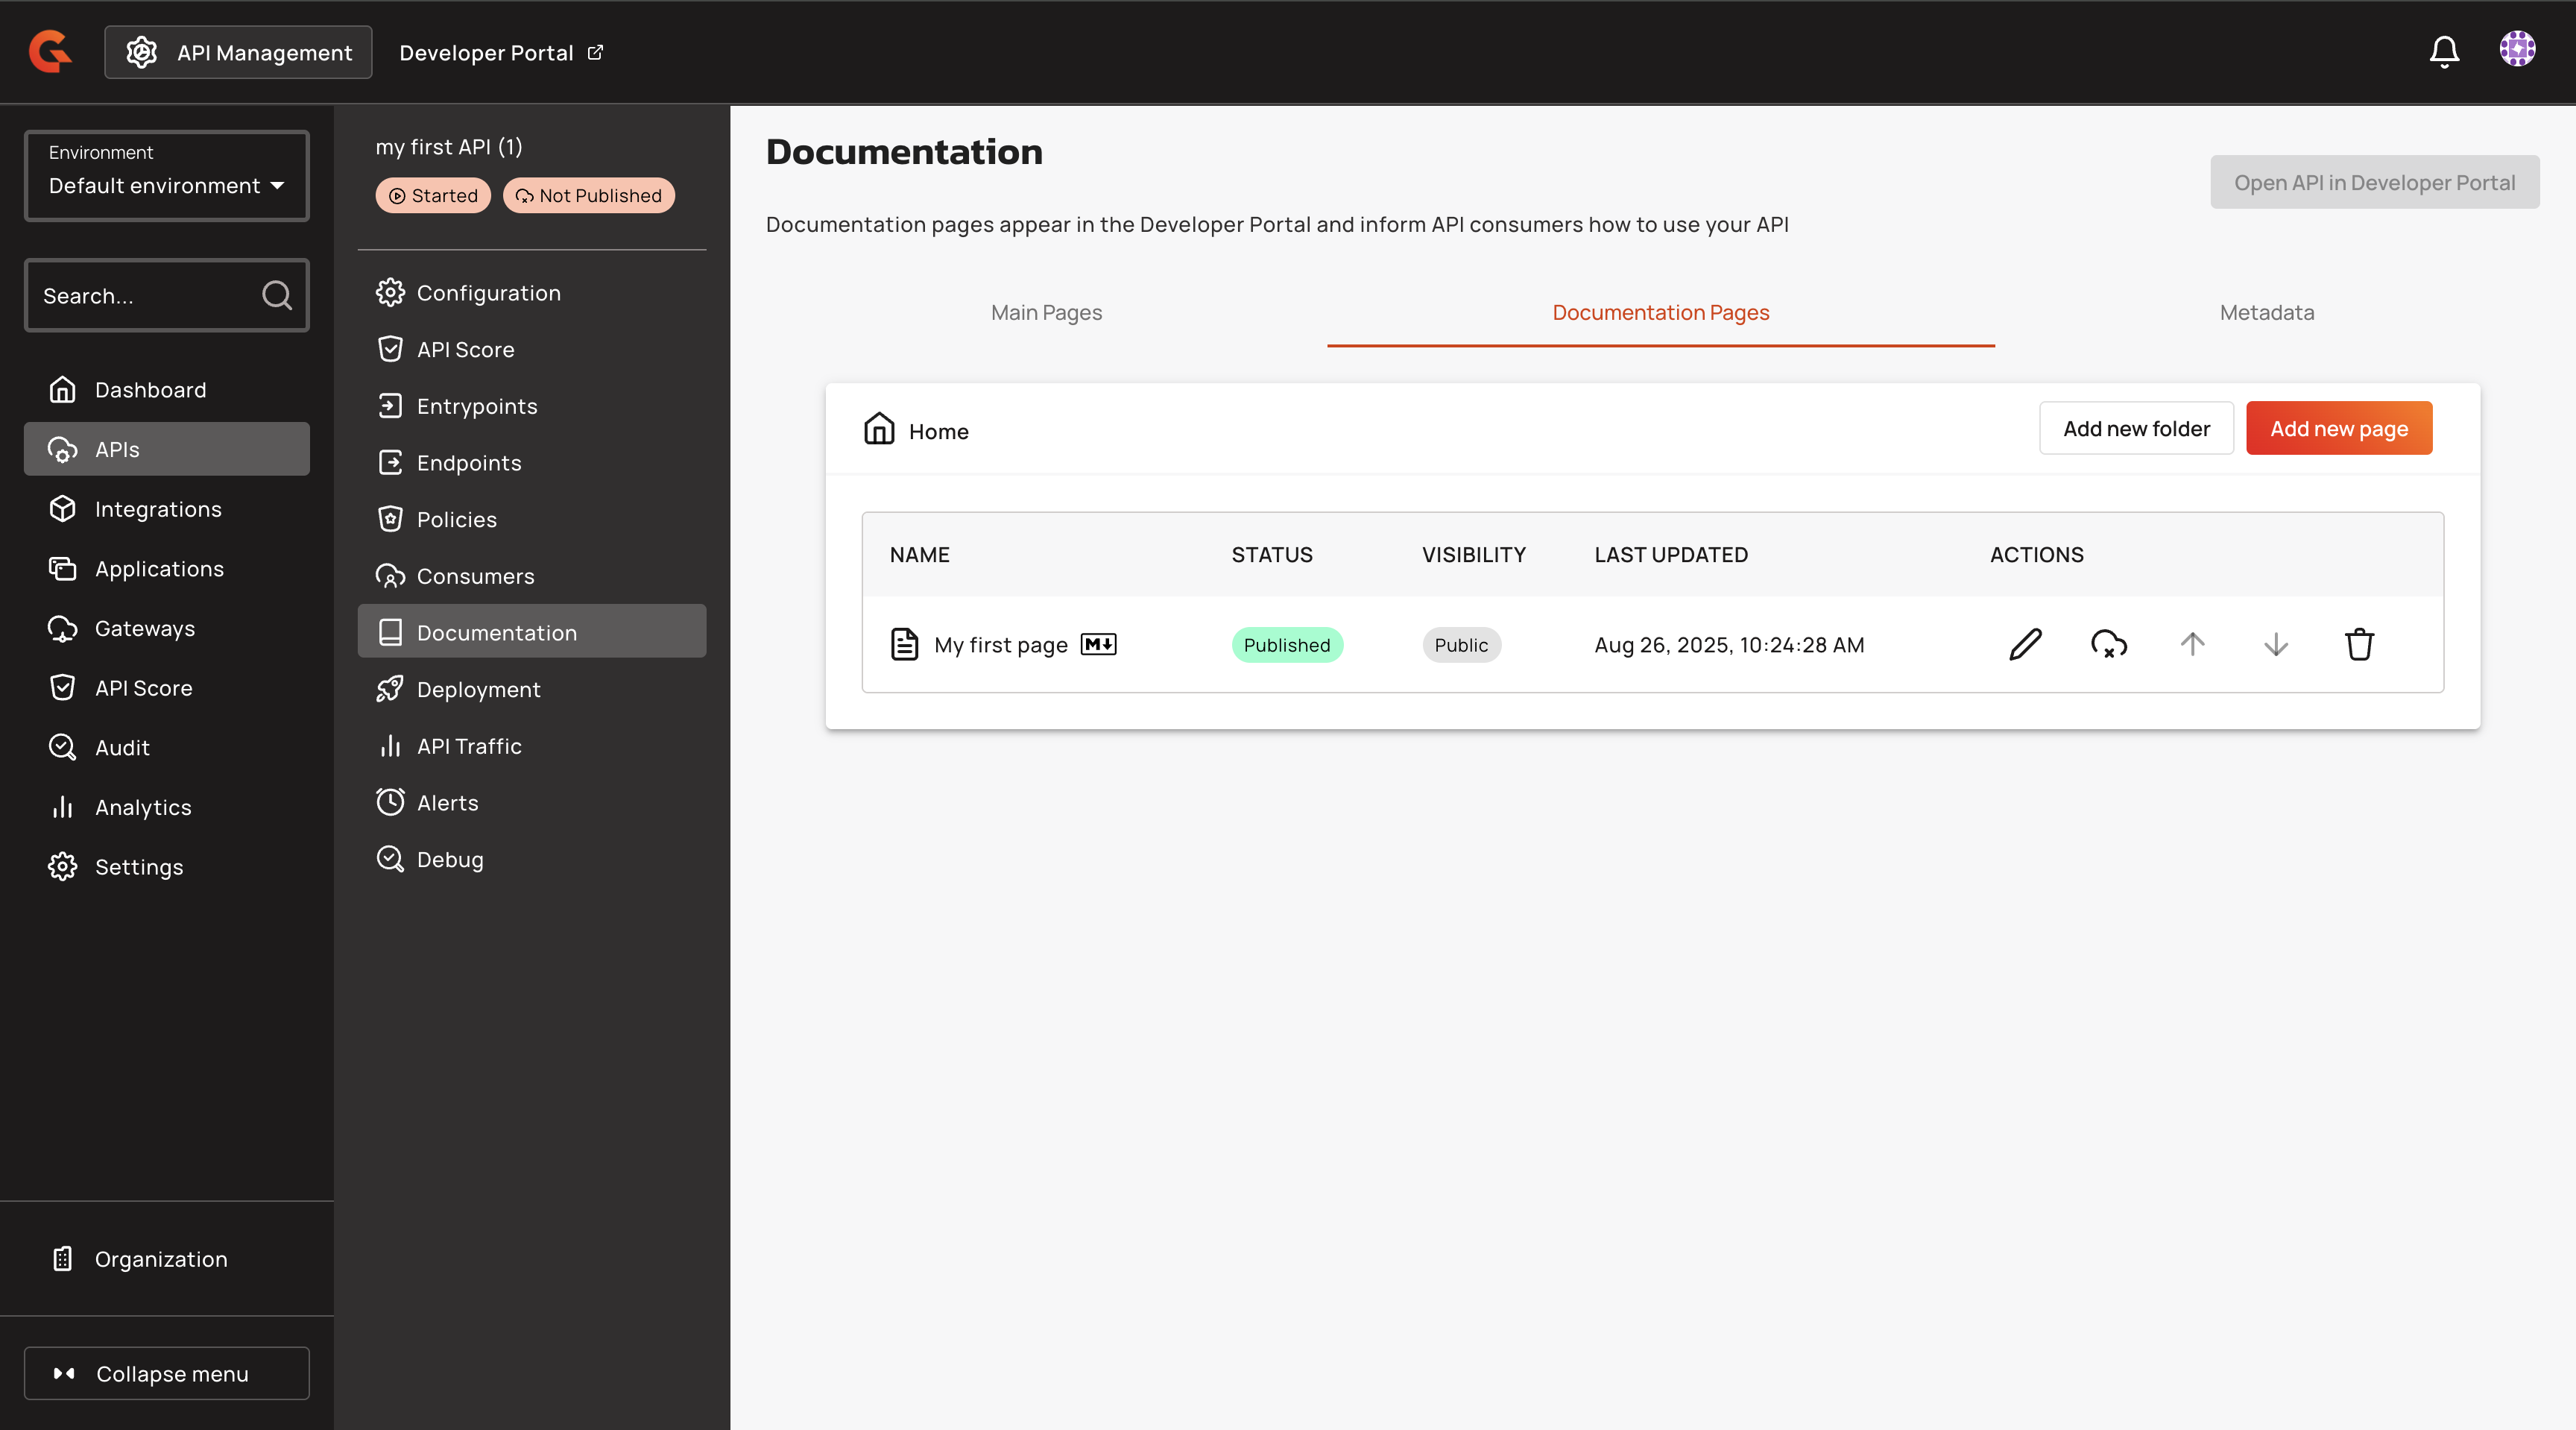 API Management
Developer Portal
Environment
Default environment
Search...
Dashboard
APIs
Integrations
Applications
Gateways
API Score
Audit
Analytics
Settings
Organization
Collapse menu
my first API (1)
Started
Not Published
Configuration
API Score
Entrypoints
Endpoints
Policies
Consumers
Documentation
Deployment
API Traffic
Alerts
Debug
Documentation
Open API in Developer Portal
Documentation pages appear in the Developer Portal and inform API consumers how to use your API
Main Pages
Documentation Pages
Metadata
Home
Add new folder
Add new page
NAME STATUS VISIBILITY LAST UPDATED ACTIONS
My first page M Published Public Aug 26, 2025, 10:24:28 AM